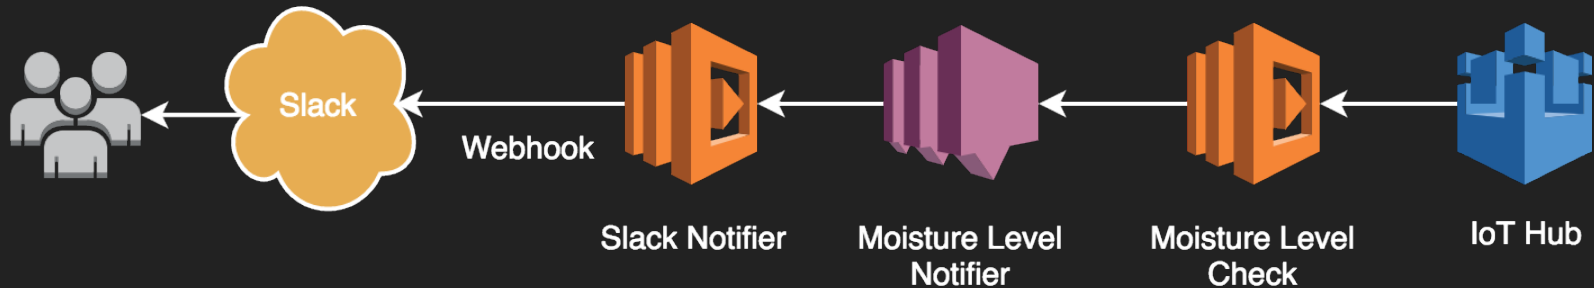 Slack
Webhook
Slack Notifier
Moisture Level
Notifier
Moisture Level
Check
IoT Hub